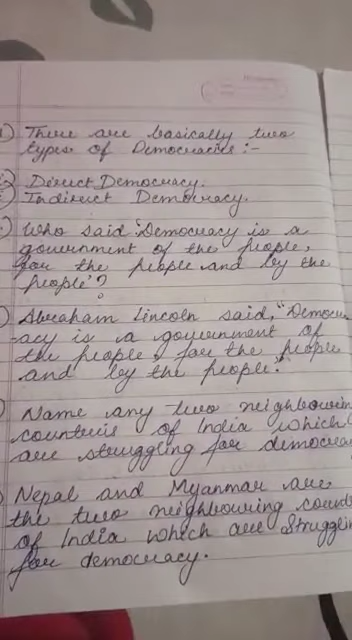 There are basically two
types of Democracies :-
Direct Democracy.
Indirect Democracy.
Who said "Democracy is a
government of the people,
for the people and by the
people"?
Abraham Lincoln said, "Democr-
acy is a government of
the people, for the people
and by the people."
Name any two neighbourin
countries of India which
are struggling for democra
Nepal and Myanmar are
the two neighbouring count
of India which are struggli
for democracy.